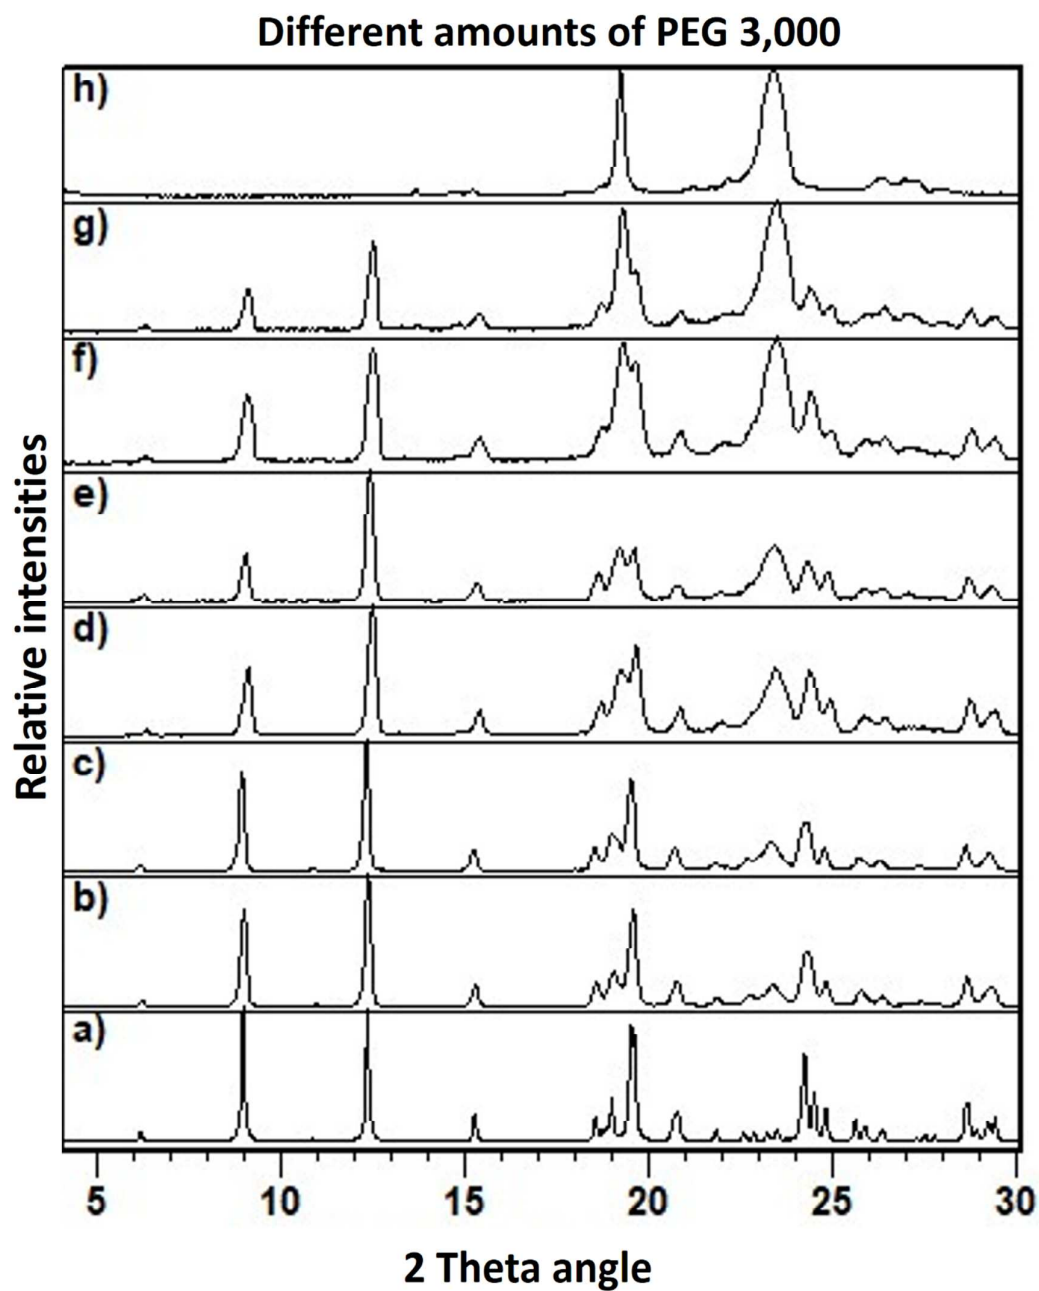 Different amounts of PEG 3,000
h)
g)
f)
e)
d)
c)
b)
a)
Relative intensities
5 10 15 20 25 30
2 Theta angle